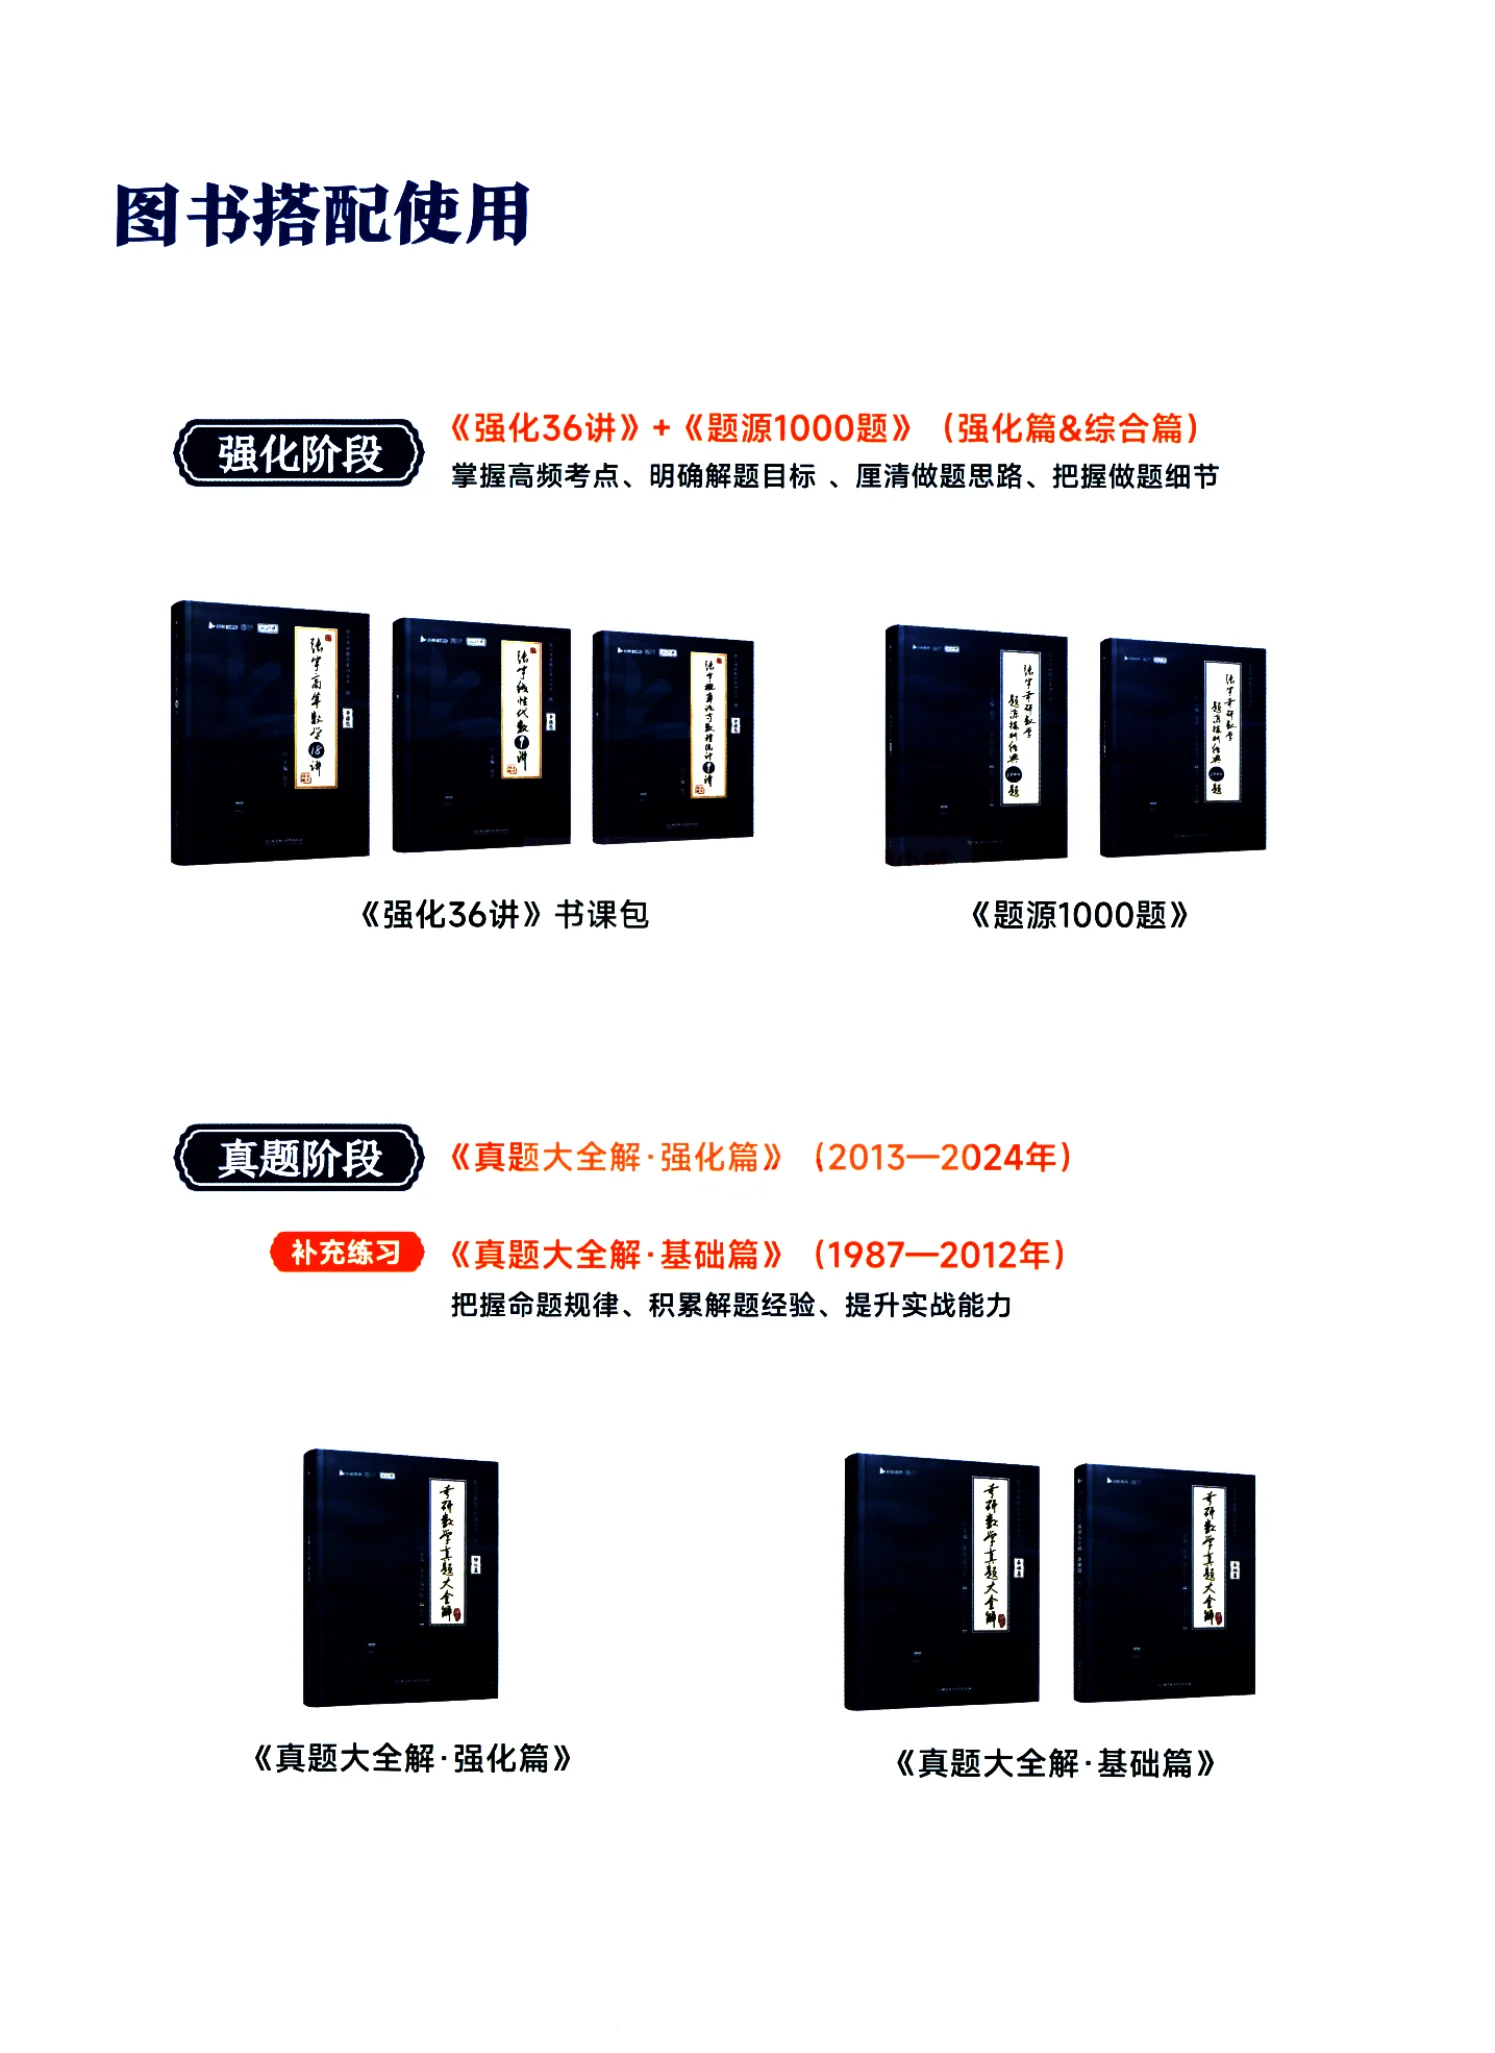 图书搭配使用
强化阶段
《强化36讲》+《题源1000题》（强化篇&综合篇）
掌握高频考点、明确解题目标 、厘清做题思路、把握做题细节
张宇高等数学18讲
张宇线性代数9讲
张宇概率论与数理统计9讲
张宇考研数学
题源探析经典1000题
张宇考研数学
题源探析经典1000题
《强化36讲》书课包
《题源1000题》
真题阶段
《真题大全解·强化篇》（2013—2024年）
补充练习
《真题大全解·基础篇》（1987—2012年）
把握命题规律、积累解题经验、提升实战能力
考研数学真题大全解
考研数学真题大全解
考研数学真题大全解
《真题大全解·强化篇》
《真题大全解·基础篇》